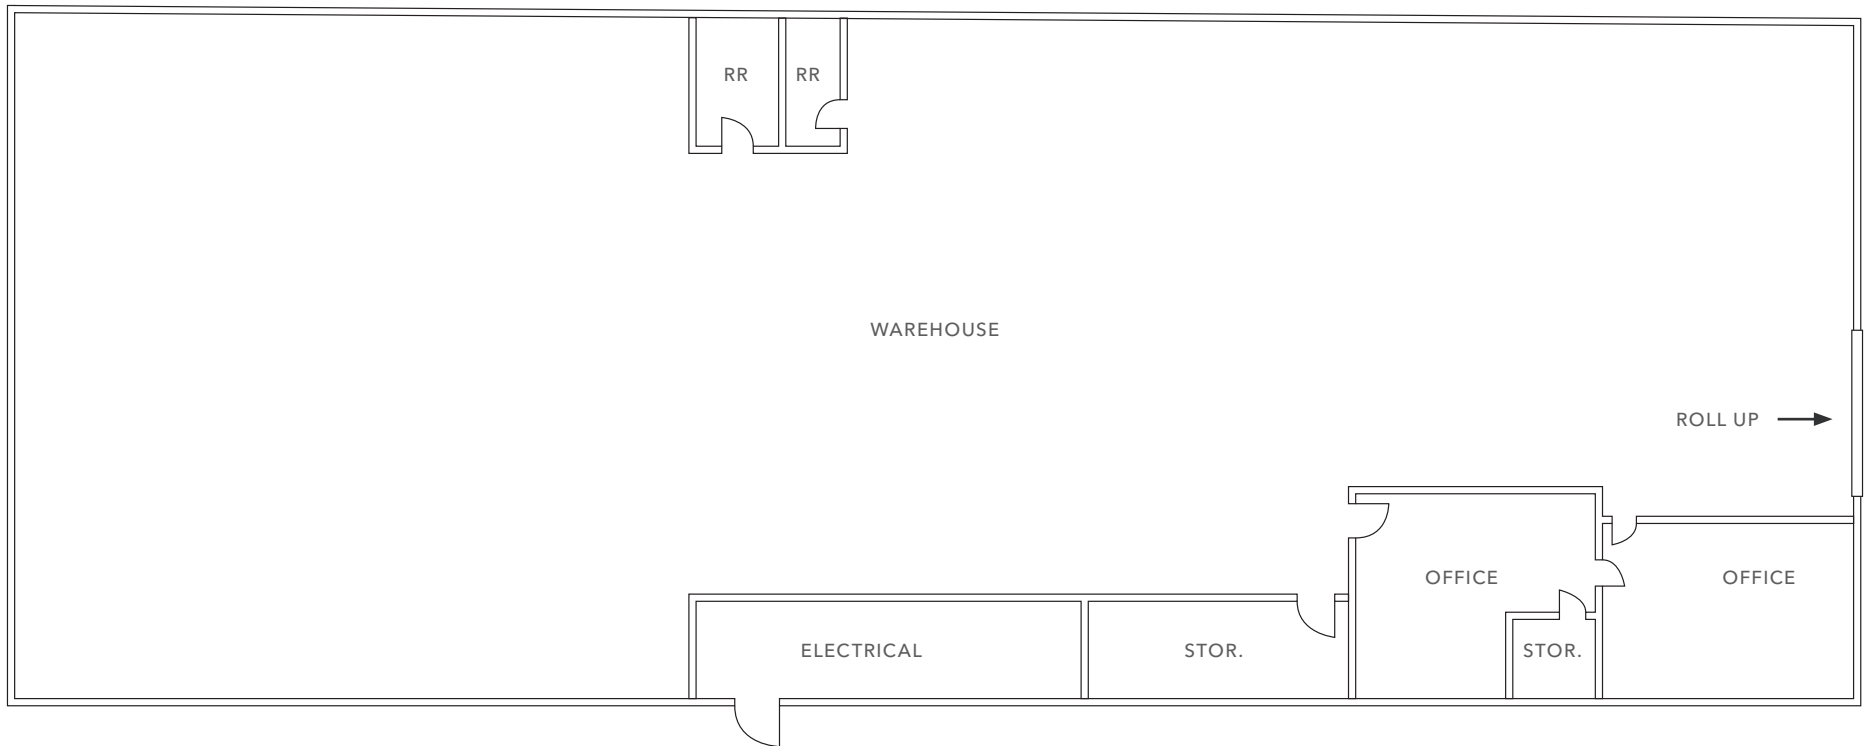 RR
RR
WAREHOUSE
ROLL UP
OFFICE
OFFICE
ELECTRICAL
STOR.
STOR.